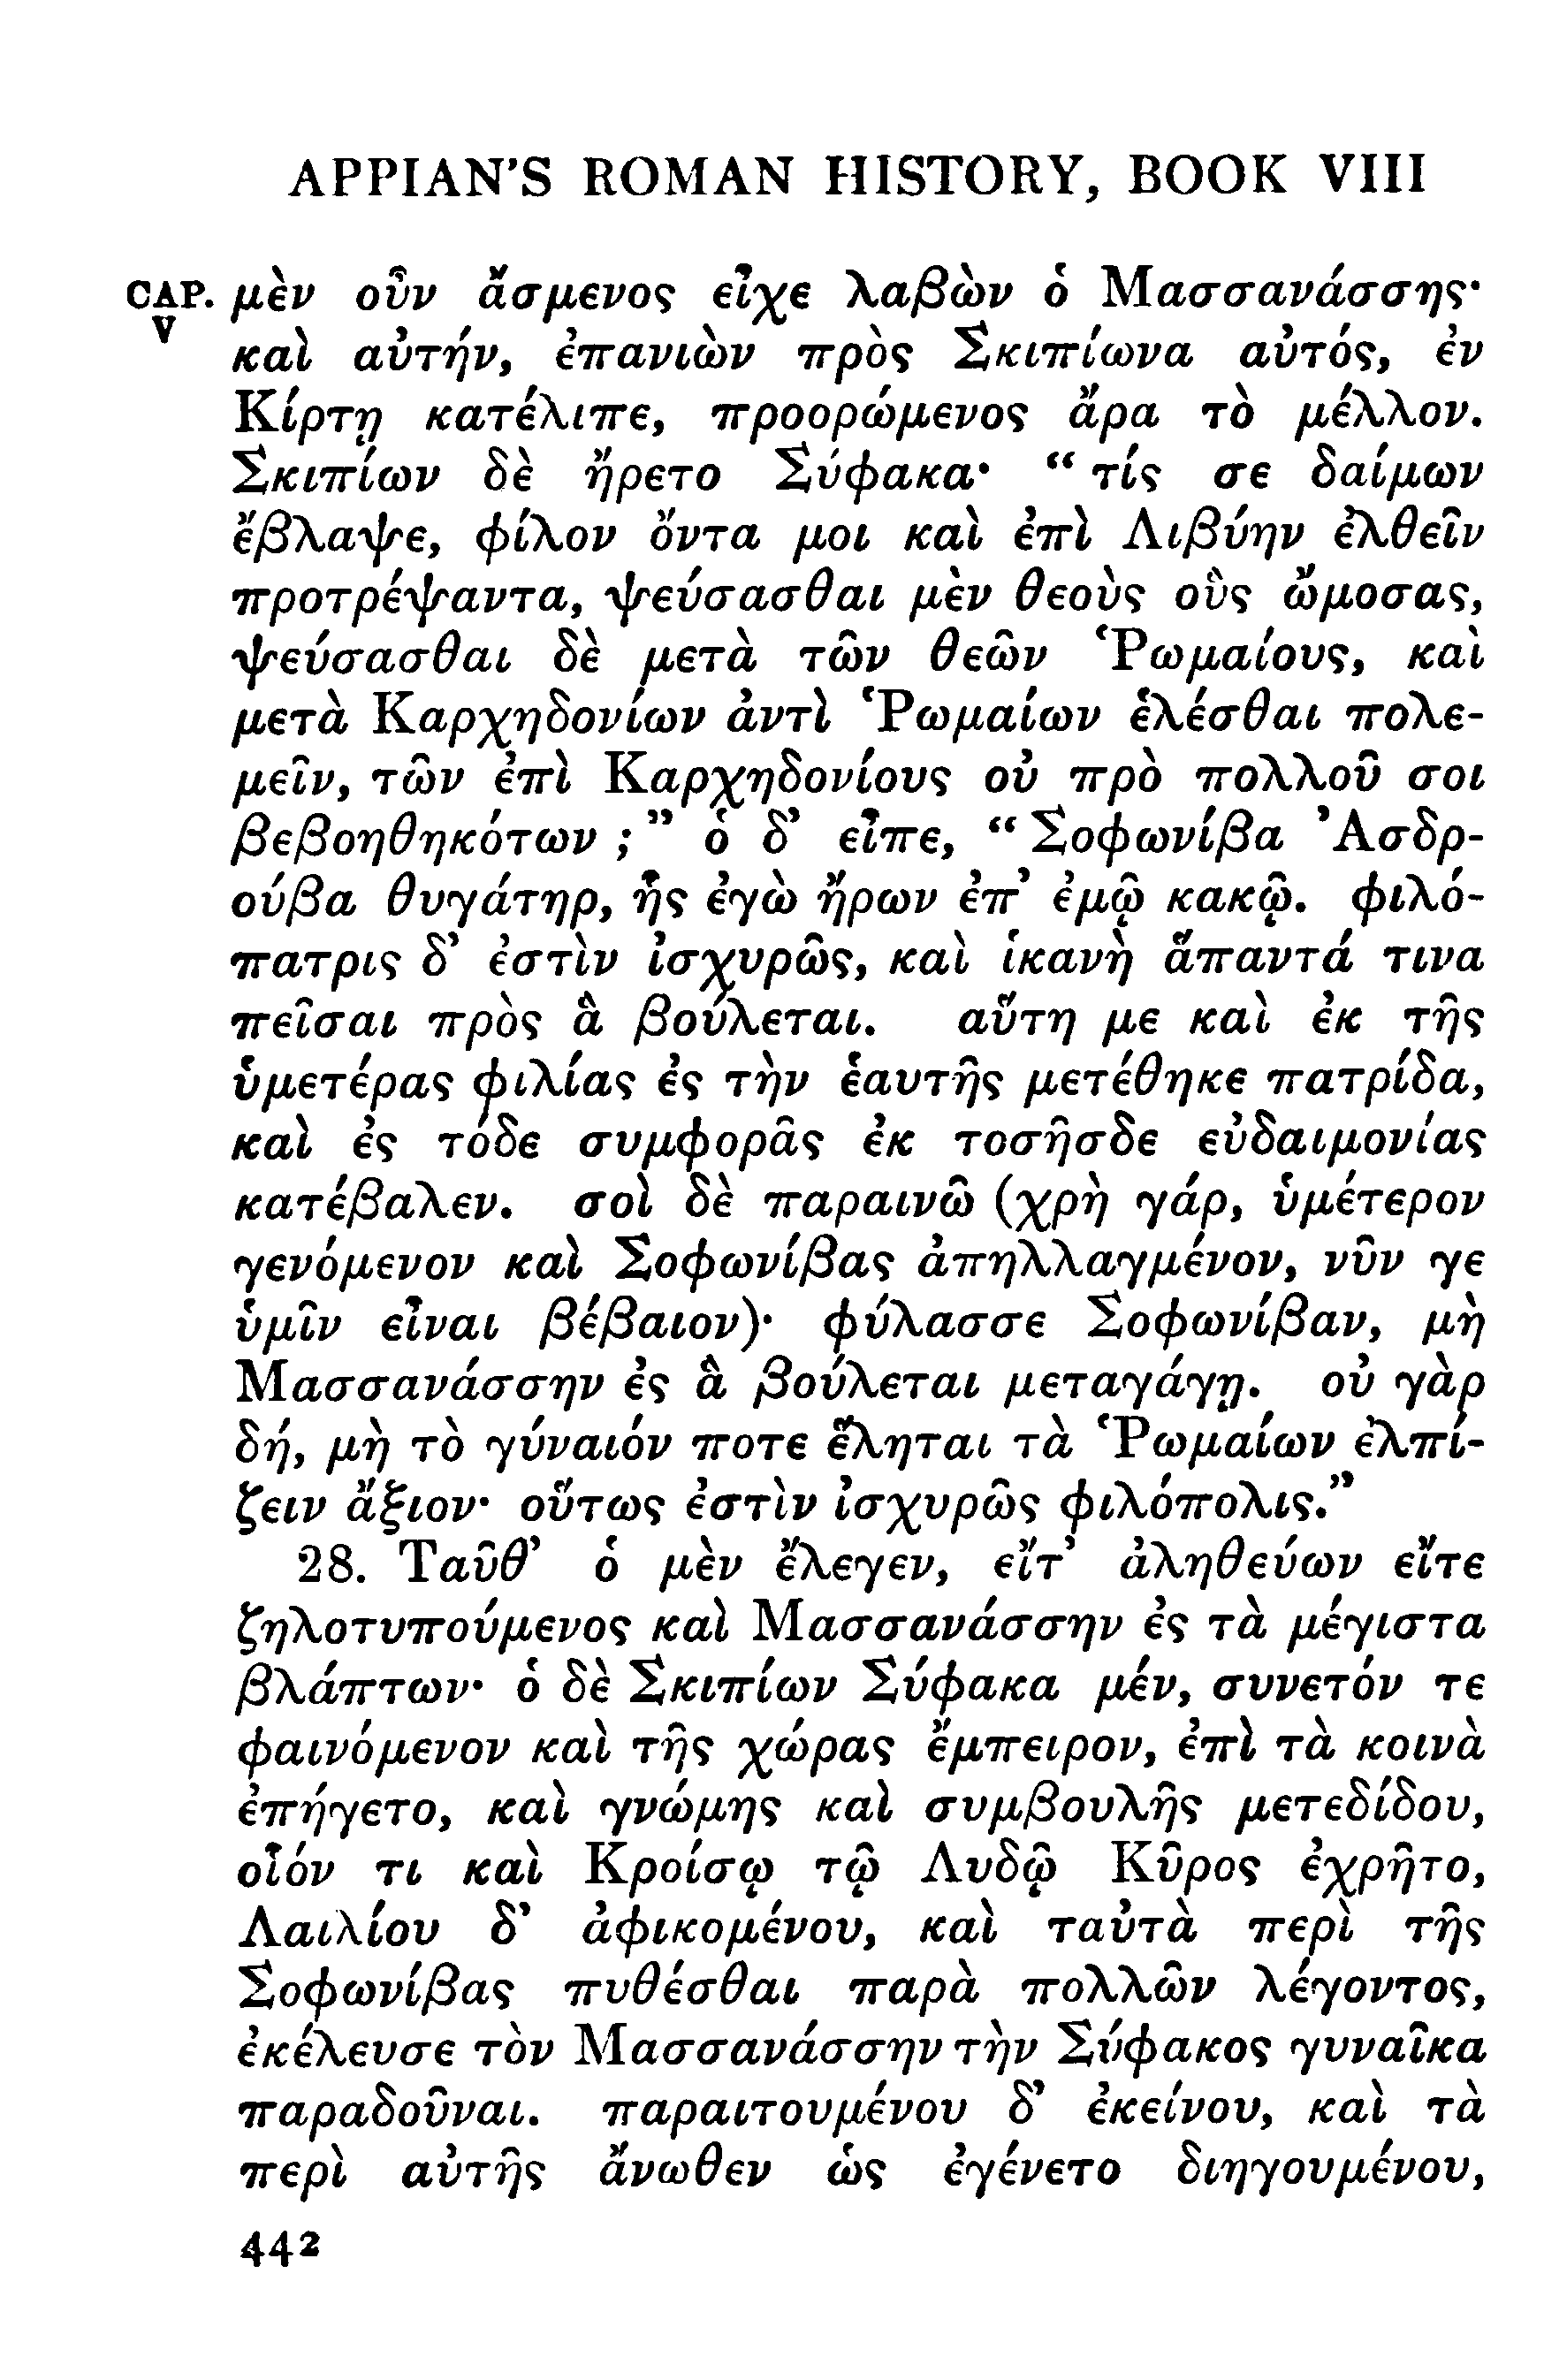 APPIAN'S ROMAN HISTORY, BOOK VIII
CAP. V
μὲν οὖν ἄσμενος εἶχε λαβὼν ὁ Μασσανάσσης·
καὶ αὐτήν, ἐπανιὼν πρὸς Σκιπίωνα αὐτός, ἐν
Κίρτῃ κατέλιπε, προορώμενος ἄρα τὸ μέλλον.
Σκιπίων δὲ ἤρετο Σύφακα· “τίς σε δαίμων
ἔβλαψε, φίλον ὄντα μοι καὶ ἐπὶ Λιβύην ἐλθεῖν
προτρέψαντα, ψεύσασθαι μὲν θεοὺς οὓς ὤμοσας,
ψεύσασθαι δὲ μετὰ τῶν θεῶν Ῥωμαίους, καὶ
μετὰ Καρχηδονίων ἀντὶ Ῥωμαίων ἑλέσθαι πολε-
μεῖν, τῶν ἐπὶ Καρχηδονίους οὐ πρὸ πολλοῦ σοι
βεβοηθηκότων ;” ὁ δ’ εἶπε, “Σοφωνίβα Ἀσδρ-
ούβα θυγάτηρ, ἧς ἐγὼ ἤρων ἐπ’ ἐμῷ κακῷ. φιλό-
πατρις δ’ ἐστὶν ἰσχυρῶς, καὶ ἱκανὴ ἅπαντά τινα
πεῖσαι πρὸς ἃ βούλεται. αὕτη με καὶ ἐκ τῆς
ὑμετέρας φιλίας ἐς τὴν ἑαυτῆς μετέθηκε πατρίδα,
καὶ ἐς τόδε συμφορᾶς ἐκ τοσῆσδε εὐδαιμονίας
κατέβαλεν. σοὶ δὲ παραινῶ (χρὴ γάρ, ὑμέτερον
γενόμενον καὶ Σοφωνίβας ἀπηλλαγμένον, νῦν γε
ὑμῖν εἶναι βέβαιον)· φύλασσε Σοφωνίβαν, μὴ
Μασσανάσσην ἐς ἃ βούλεται μεταγάγῃ. οὐ γὰρ
δή, μὴ τὸ γύναιόν ποτε ἕληται τὰ Ῥωμαίων ἐλπί-
ζειν ἄξιον· οὕτως ἐστὶν ἰσχυρῶς φιλόπολις.”
28. Ταῦθ’ ὁ μὲν ἔλεγεν, εἴτ’ ἀληθεύων εἴτε
ζηλοτυπούμενος καὶ Μασσανάσσην ἐς τὰ μέγιστα
βλάπτων· ὁ δὲ Σκιπίων Σύφακα μέν, συνετόν τε
φαινόμενον καὶ τῆς χώρας ἔμπειρον, ἐπὶ τὰ κοινὰ
ἐπήγετο, καὶ γνώμης καὶ συμβουλῆς μετεδίδου,
οἷόν τι καὶ Κροίσῳ τῷ Λυδῷ Κῦρος ἐχρῆτο,
Λαιλίου δ’ ἀφικομένου, καὶ ταὐτὰ περὶ τῆς
Σοφωνίβας πυθέσθαι παρὰ πολλῶν λέγοντος,
ἐκέλευσε τὸν Μασσανάσσην τὴν Σύφακος γυναῖκα
παραδοῦναι. παραιτουμένου δ’ ἐκείνου, καὶ τὰ
περὶ αὐτῆς ἄνωθεν ὡς ἐγένετο διηγουμένου,
442